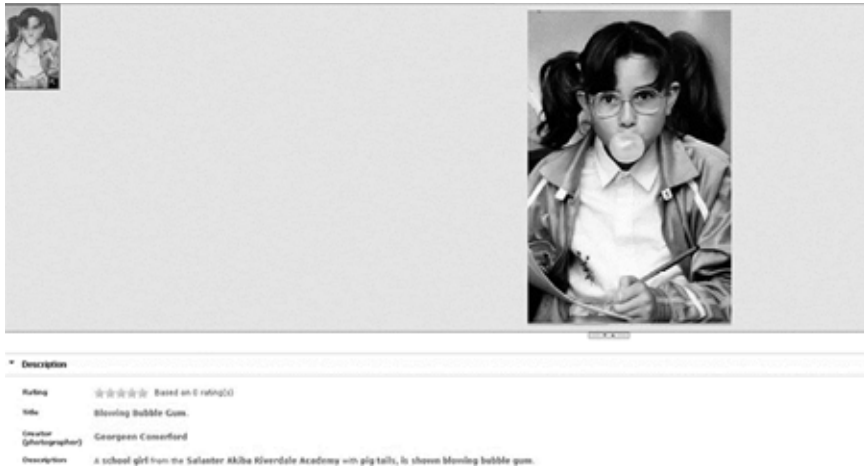 Description
Rating Based on 0 rating(s)
Title Blowing Bubble Gum.
Creator
(photographer) Georgeen Comerford
Description A school girl from the Salanter Akiba Riverdale Academy with pig tails, is shown blowing bubble gum.